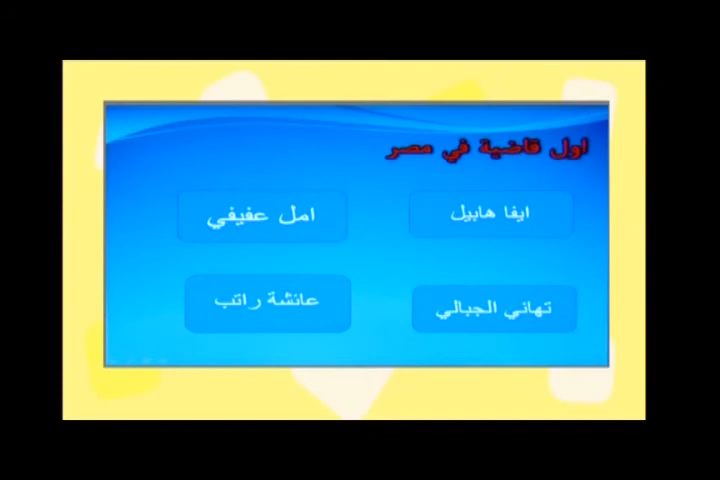 اول قاضية في مصر
ايفا هابيل
امل عفيفي
تهاني الجبالي
عائشة راتب